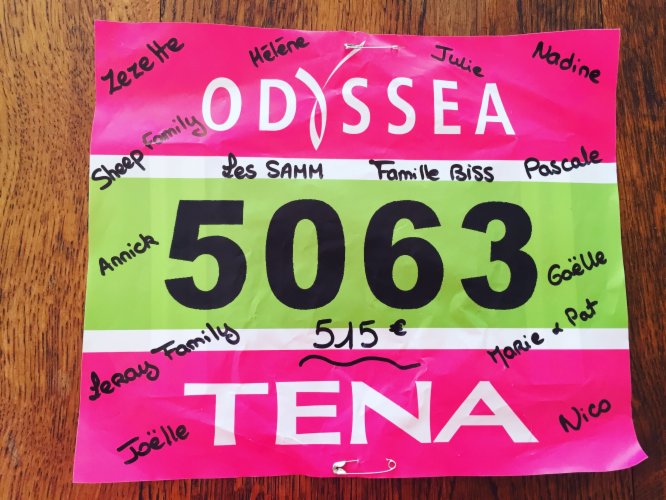 Zezette
Hélène
Julie
Nadine
ODYSSEA
Sheep Family
Les SAMM
Famille BISS
Pascale
5063
Annick
Gaëlle
515 €
Leray Family
MARIE & Pat
TENA
Joëlle
Nico